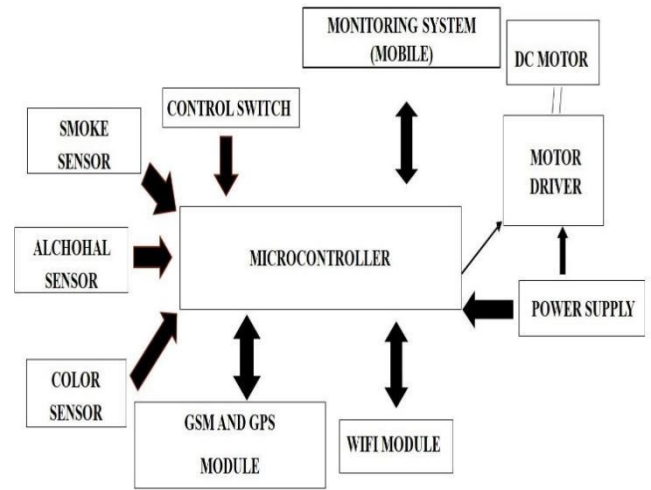 MONITORING SYSTEM
(MOBILE)
DC MOTOR
CONTROL SWITCH
SMOKE
SENSOR
MOTOR
DRIVER
ALCHOHAL
SENSOR
MICROCONTROLLER
POWER SUPPLY
COLOR
SENSOR
GSM AND GPS
MODULE
WIFI MODULE